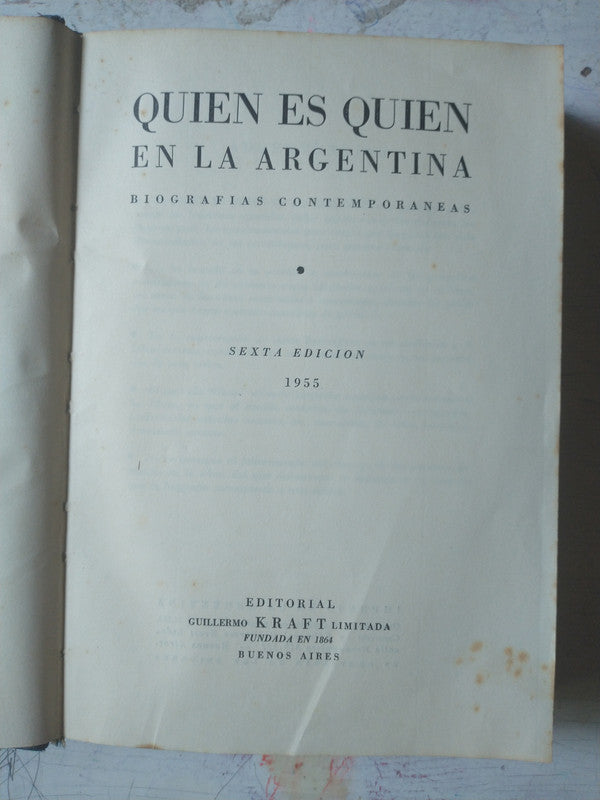 QUIEN ES QUIEN
EN LA ARGENTINA
BIOGRAFIAS CONTEMPORANEAS
SEXTA EDICION
1955
EDITORIAL
GUILLERMO KRAFT LIMITADA
FUNDADA EN 1864
BUENOS AIRES